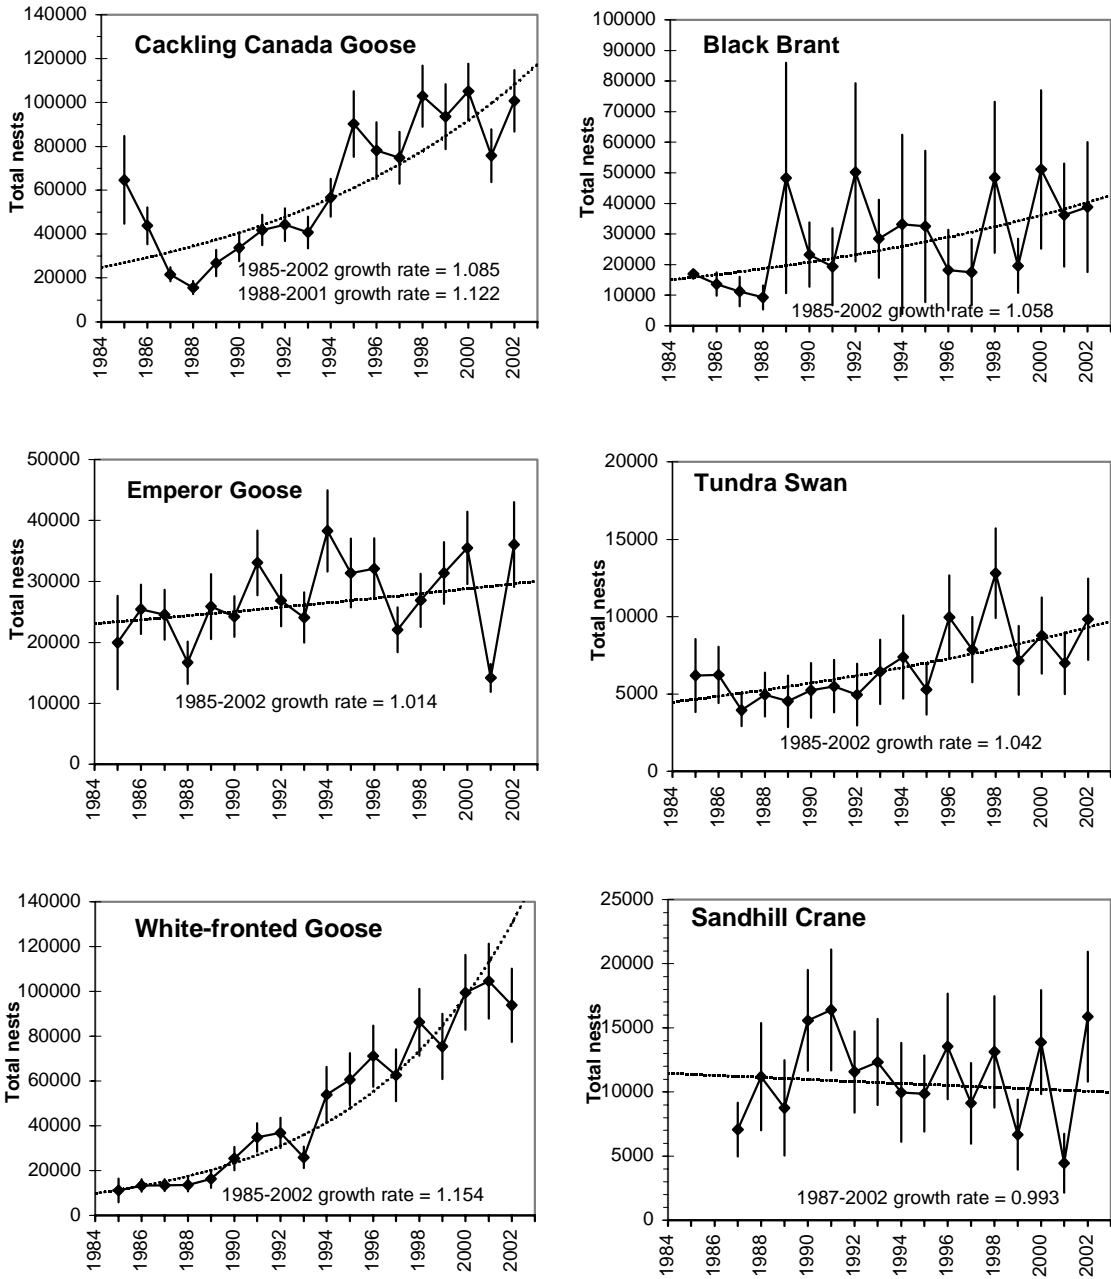 Cackling Canada Goose
Total nests
140000
120000
100000
80000
60000
40000
20000
0
1985-2002 growth rate = 1.085
1988-2001 growth rate = 1.122
1984 1986 1988 1990 1992 1994 1996 1998 2000 2002
Black Brant
Total nests
100000
90000
80000
70000
60000
50000
40000
30000
20000
10000
0
1985-2002 growth rate = 1.058
1984 1986 1988 1990 1992 1994 1996 1998 2000 2002
Emperor Goose
Total nests
50000
40000
30000
20000
10000
0
1985-2002 growth rate = 1.014
1984 1986 1988 1990 1992 1994 1996 1998 2000 2002
Tundra Swan
Total nests
20000
15000
10000
5000
0
1985-2002 growth rate = 1.042
1984 1986 1988 1990 1992 1994 1996 1998 2000 2002
White-fronted Goose
Total nests
140000
120000
100000
80000
60000
40000
20000
0
1985-2002 growth rate = 1.154
1984 1986 1988 1990 1992 1994 1996 1998 2000 2002
Sandhill Crane
Total nests
25000
20000
15000
10000
5000
0
1987-2002 growth rate = 0.993
1984 1986 1988 1990 1992 1994 1996 1998 2000 2002